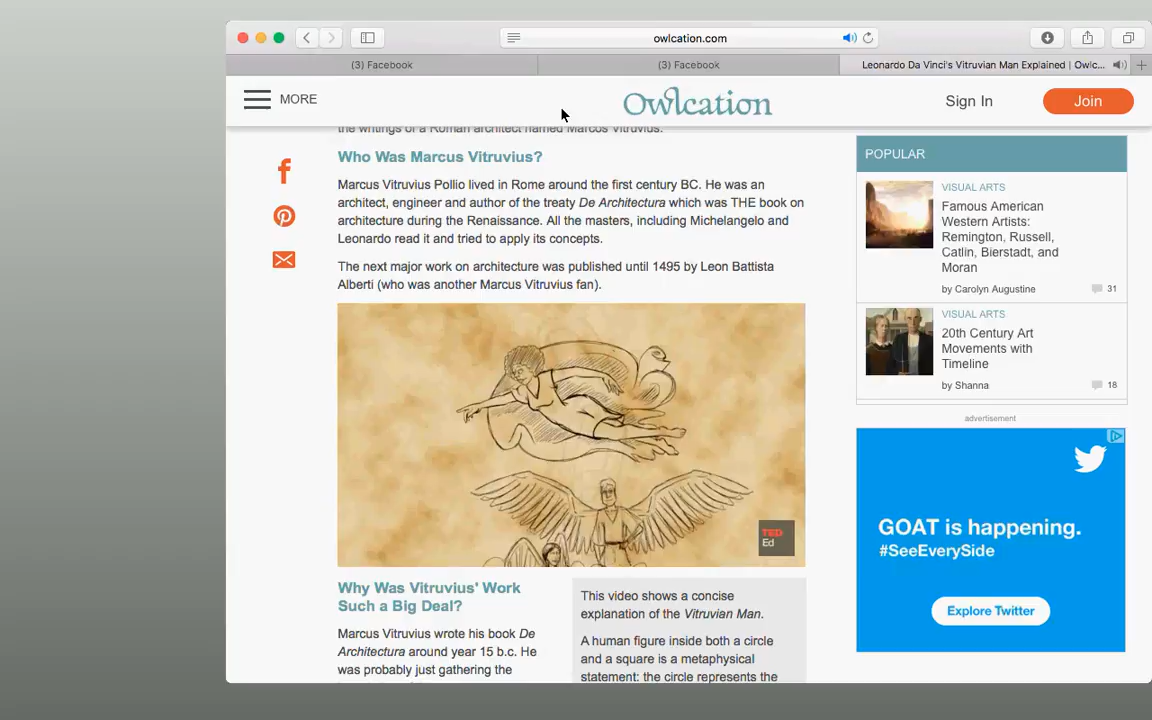 owlcation.com
(3) Facebook
(3) Facebook
Leonardo Da Vinci's Vitruvian Man Explained | Owlc...
MORE
Owlcation
Sign In
Join
the writings of a Roman architect named Marcos Vitruvius.
Who Was Marcus Vitruvius?
Marcus Vitruvius Pollio lived in Rome around the first century BC. He was an
architect, engineer and author of the treaty De Architectura which was THE book on
architecture during the Renaissance. All the masters, including Michelangelo and
Leonardo read it and tried to apply its concepts.
The next major work on architecture was published until 1495 by Leon Battista
Alberti (who was another Marcus Vitruvius fan).
TED
Ed
Why Was Vitruvius' Work
Such a Big Deal?
Marcus Vitruvius wrote his book De
Architectura around year 15 b.c. He
was probably just gathering the
This video shows a concise
explanation of the Vitruvian Man.
A human figure inside both a circle
and a square is a metaphysical
statement: the circle represents the
POPULAR
VISUAL ARTS
Famous American
Western Artists:
Remington, Russell,
Catlin, Bierstadt, and
Moran
by Carolyn Augustine
31
VISUAL ARTS
20th Century Art
Movements with
Timeline
by Shanna
18
advertisement
GOAT is happening.
#SeeEverySide
Explore Twitter